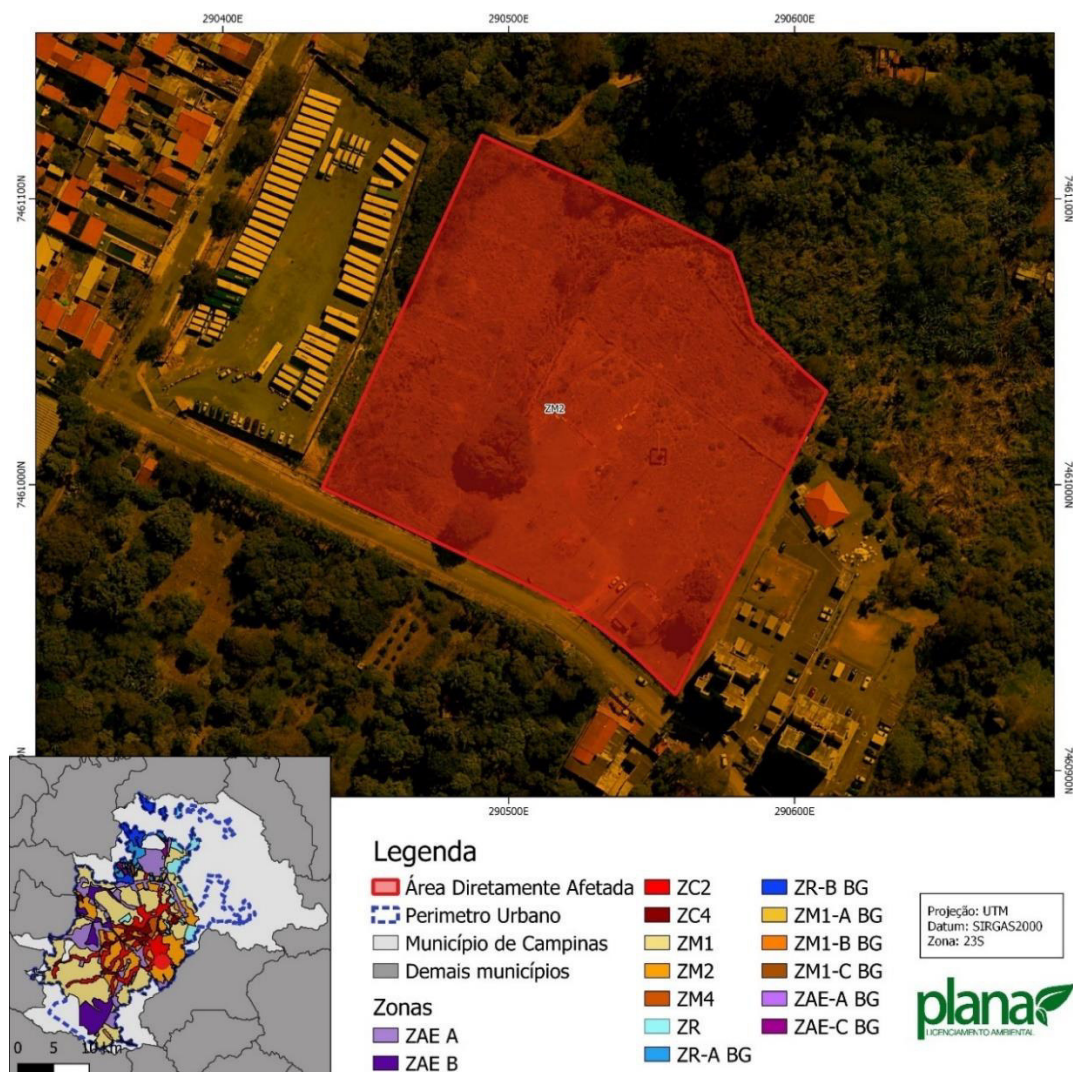 290400E 290500E 290600E
7461100N 7461100N
ZM2
7461000N 7461000N
7460900N
290500E 290600E
Legenda
Área Diretamente Afetada
Perimetro Urbano
Município de Campinas
Demais municípios
Zonas
ZAE A
ZAE B
ZC2
ZC4
ZM1
ZM2
ZM4
ZR
ZR-A BG
ZR-B BG
ZM1-A BG
ZM1-B BG
ZM1-C BG
ZAE-A BG
ZAE-C BG
0 5 10 km
Projeção: UTM
Datum: SIRGAS2000
Zona: 23S
plana
LICENCIAMENTO AMBIENTAL